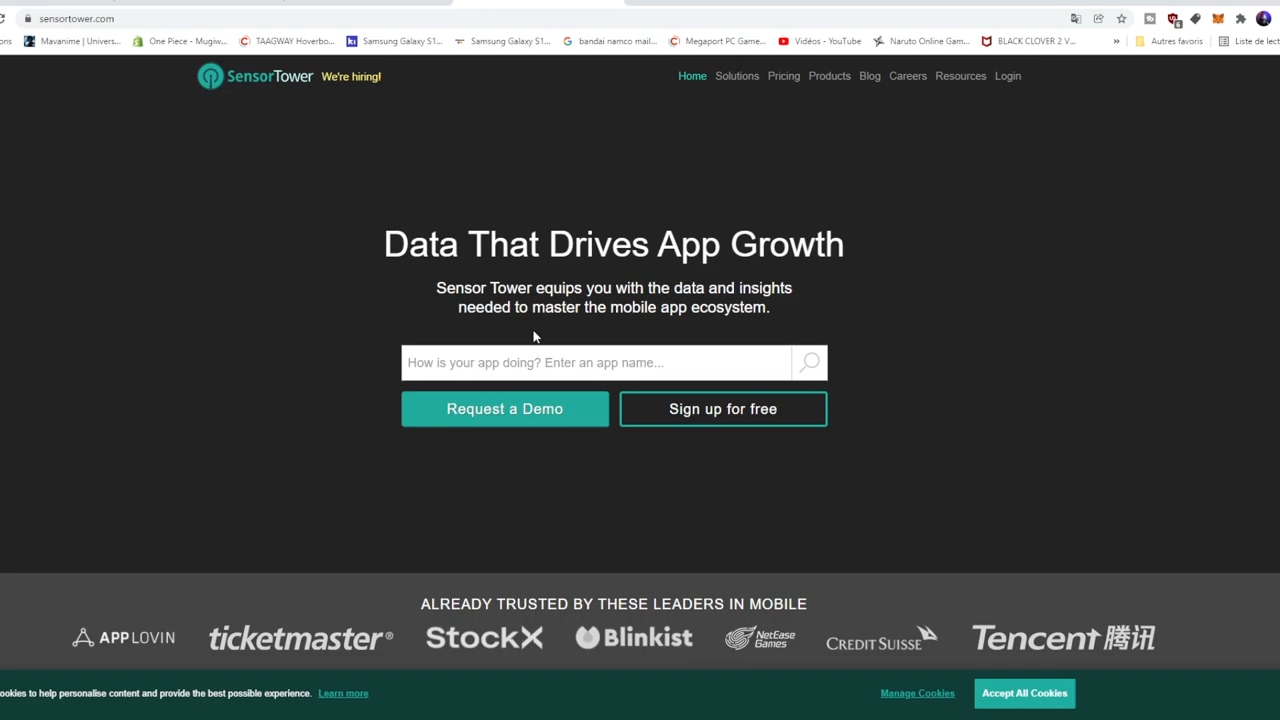 sensortower.com
ons
Mavanime | Univers...
One Piece - Mugiw...
TAAGWAY Hoverbo...
Samsung Galaxy S1...
Samsung Galaxy S1...
bandai namco mail...
Megaport PC Game...
Vidéos - YouTube
Naruto Online Gam...
BLACK CLOVER 2 V...
»
Autres favoris
Liste de lect
SensorTower We're hiring!
Home Solutions Pricing Products Blog Careers Resources Login
Data That Drives App Growth
Sensor Tower equips you with the data and insights
needed to master the mobile app ecosystem.
How is your app doing? Enter an app name...
Request a Demo
Sign up for free
ALREADY TRUSTED BY THESE LEADERS IN MOBILE
APPLOVIN
ticketmaster®
StockX
Blinkist
NetEase Games
CREDIT SUISSE
Tencent 腾讯
ookies to help personalise content and provide the best possible experience. Learn more
Manage Cookies
Accept All Cookies